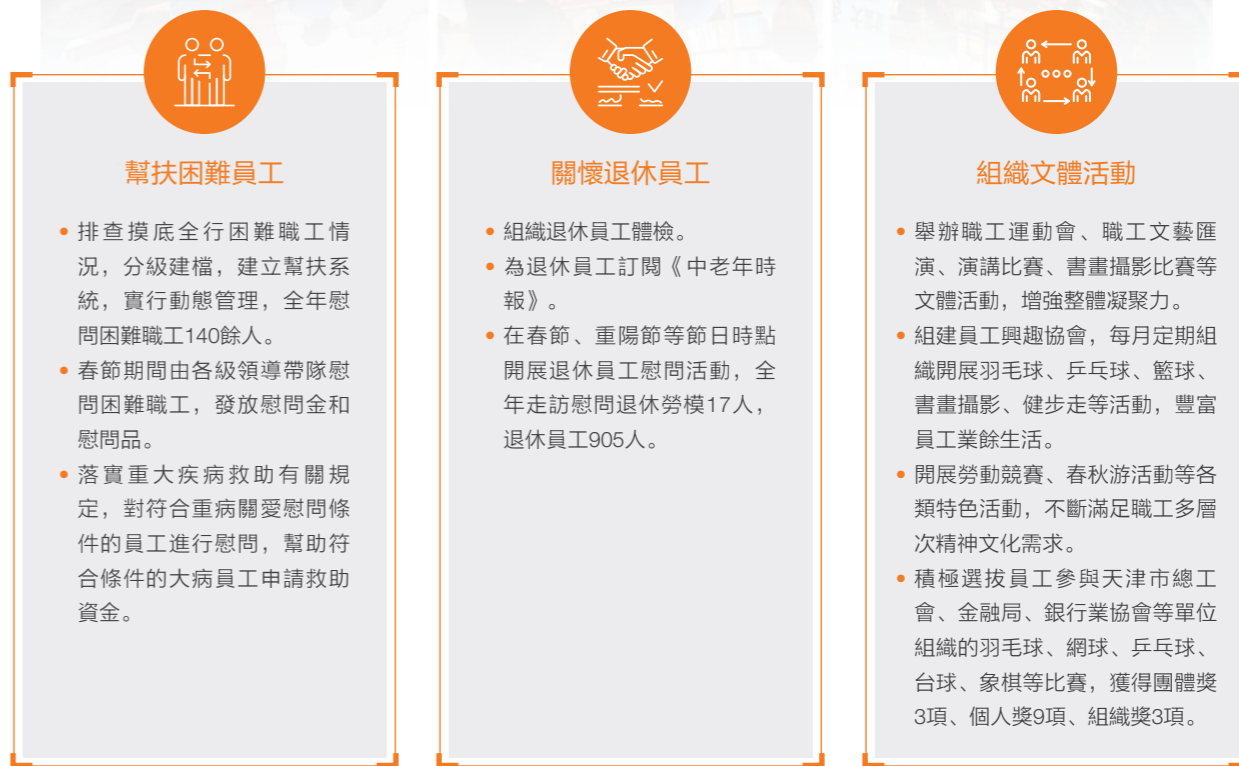 幫扶困難員工
• 排查摸底全行困難職工情
況，分級建檔，建立幫扶系
統，實行動態管理，全年慰
問困難職工140餘人。
• 春節期間由各級領導帶隊慰
問困難職工，發放慰問金和
慰問品。
• 落實重大疾病救助有關規
定，對符合重病關愛慰問條
件的員工進行慰問，幫助符
合條件的大病員工申請救助
資金。
關懷退休員工
• 組織退休員工體檢。
• 為退休員工訂閱《中老年時
報》。
• 在春節、重陽節等節日時點
開展退休員工慰問活動，全
年走訪慰問退休勞模17人，
退休員工905人。
組織文體活動
• 舉辦職工運動會、職工文藝匯
演、演講比賽、書畫攝影比賽等
文體活動，增強整體凝聚力。
• 組建員工興趣協會，每月定期組
織開展羽毛球、乒乓球、籃球、
書畫攝影、健步走等活動，豐富
員工業餘生活。
• 開展勞動競賽、春秋游活動等各
類特色活動，不斷滿足職工多層
次精神文化需求。
• 積極選拔員工參與天津市總工
會、金融局、銀行業協會等單位
組織的羽毛球、網球、乒乓球、
台球、象棋等比賽，獲得團體獎
3項、個人獎9項、組織獎3項。